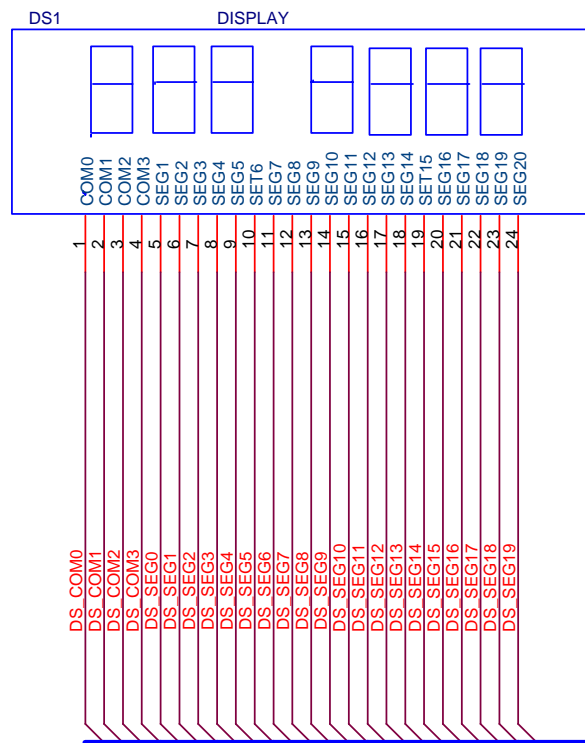 DS1
DISPLAY
COM0
COM1
COM2
COM3
SEG1
SEG2
SEG3
SEG4
SEG5
SET6
SEG7
SEG8
SEG9
SEG10
SEG11
SEG12
SEG13
SEG14
SET15
SEG16
SEG17
SEG18
SEG19
SEG20
1
2
3
4
5
6
7
8
9
10
11
12
13
14
15
16
17
18
19
20
21
22
23
24
DS_COM0
DS_COM1
DS_COM2
DS_COM3
DS_SEG0
DS_SEG1
DS_SEG2
DS_SEG3
DS_SEG4
DS_SEG5
DS_SEG6
DS_SEG7
DS_SEG8
DS_SEG9
DS_SEG10
DS_SEG11
DS_SEG12
DS_SEG13
DS_SEG14
DS_SEG15
DS_SEG16
DS_SEG17
DS_SEG18
DS_SEG19